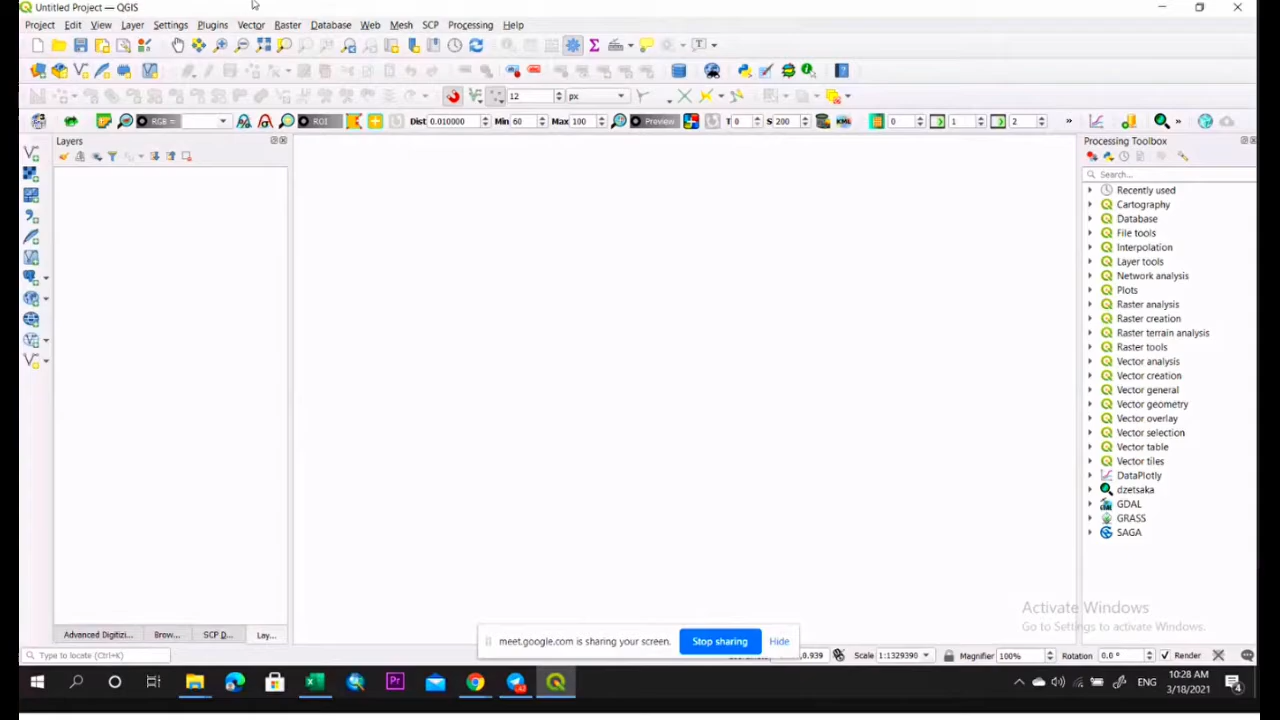 Untitled Project — QGIS
Project Edit View Layer Settings Plugins Vector Raster Database Web Mesh SCP Processing Help
12 px
RGB = ROI Dist 0.010000 Min 60 Max 100 Preview T 0 S 200 KML 0 1 2 »
Layers
Processing Toolbox
Search...
Recently used
Cartography
Database
File tools
Interpolation
Layer tools
Network analysis
Plots
Raster analysis
Raster creation
Raster terrain analysis
Raster tools
Vector analysis
Vector creation
Vector general
Vector geometry
Vector overlay
Vector selection
Vector table
Vector tiles
DataPlotly
dzetsaka
GDAL
GRASS
SAGA
Activate Windows
Go to Settings to activate Windows.
Advanced Digitizi... Brow... SCP D... Lay...
meet.google.com is sharing your screen. Stop sharing Hide
Type to locate (Ctrl+K)
Scale 1:1329390 Magnifier 100% Rotation 0.0 ° Render
Pr
ENG
10:28 AM
3/18/2021
4